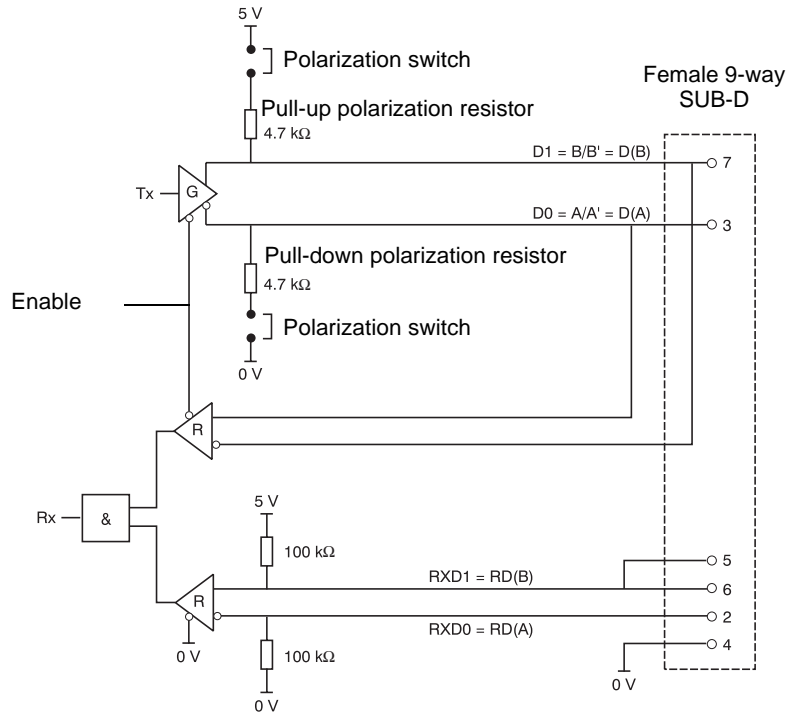 5 V
Polarization switch
Female 9-way
SUB-D
Pull-up polarization resistor
4.7 kΩ
D1 = B/B' = D(B)
7
Tx
G
D0 = A/A' = D(A)
3
Pull-down polarization resistor
4.7 kΩ
Enable
Polarization switch
0 V
R
Rx
&
5 V
100 kΩ
5
RXD1 = RD(B)
6
R
2
RXD0 = RD(A)
4
0 V
100 kΩ
0 V
0 V